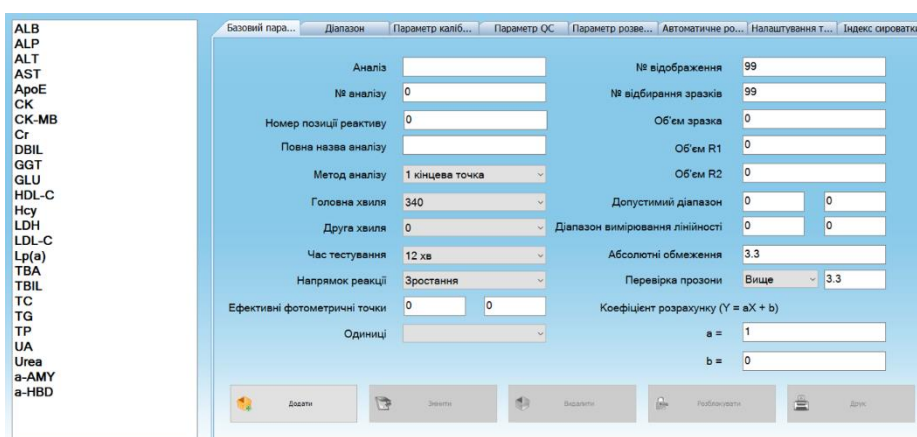 ALB
ALP
ALT
AST
ApoE
CK
CK-MB
Cr
DBIL
GGT
GLU
HDL-C
Hcy
LDH
LDL-C
Lp(a)
TBA
TBIL
TC
TG
TP
UA
Urea
a-AMY
a-HBD
Базовий пара... Діапазон Параметр каліб... Параметр QC Параметр розве... Автоматичне ро... Налаштування т... Індекс сироватки
Аналіз
№ аналізу 0
Номер позиції реактиву 0
Повна назва аналізу
Метод аналізу 1 кінцева точка
Головна хвиля 340
Друга хвиля 0
Час тестування 12 хв
Напрямок реакції Зростання
Ефективні фотометричні точки 0 0
Одиниці
№ відображення 99
№ відбирання зразків 99
Об'єм зразка 0
Об'єм R1 0
Об'єм R2 0
Допустимий діапазон 0 0
Діапазон вимірювання лінійності 0 0
Абсолютні обмеження 3.3
Перевірка прозони Вище 3.3
Коефіцієнт розрахунку (Y = aX + b)
a = 1
b = 0
Додати Змінити Видалити Розблокувати Друк